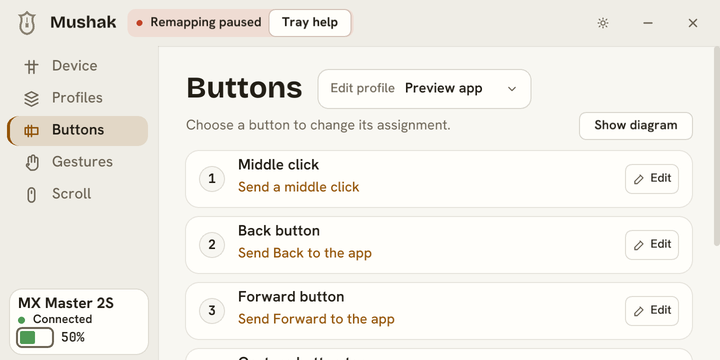 Mushak
Remapping paused
Tray help
Device
Profiles
Buttons
Gestures
Scroll
MX Master 2S
Connected
50%
Buttons
Edit profile Preview app
Choose a button to change its assignment.
Show diagram
1
Middle click
Send a middle click
Edit
2
Back button
Send Back to the app
Edit
3
Forward button
Send Forward to the app
Edit